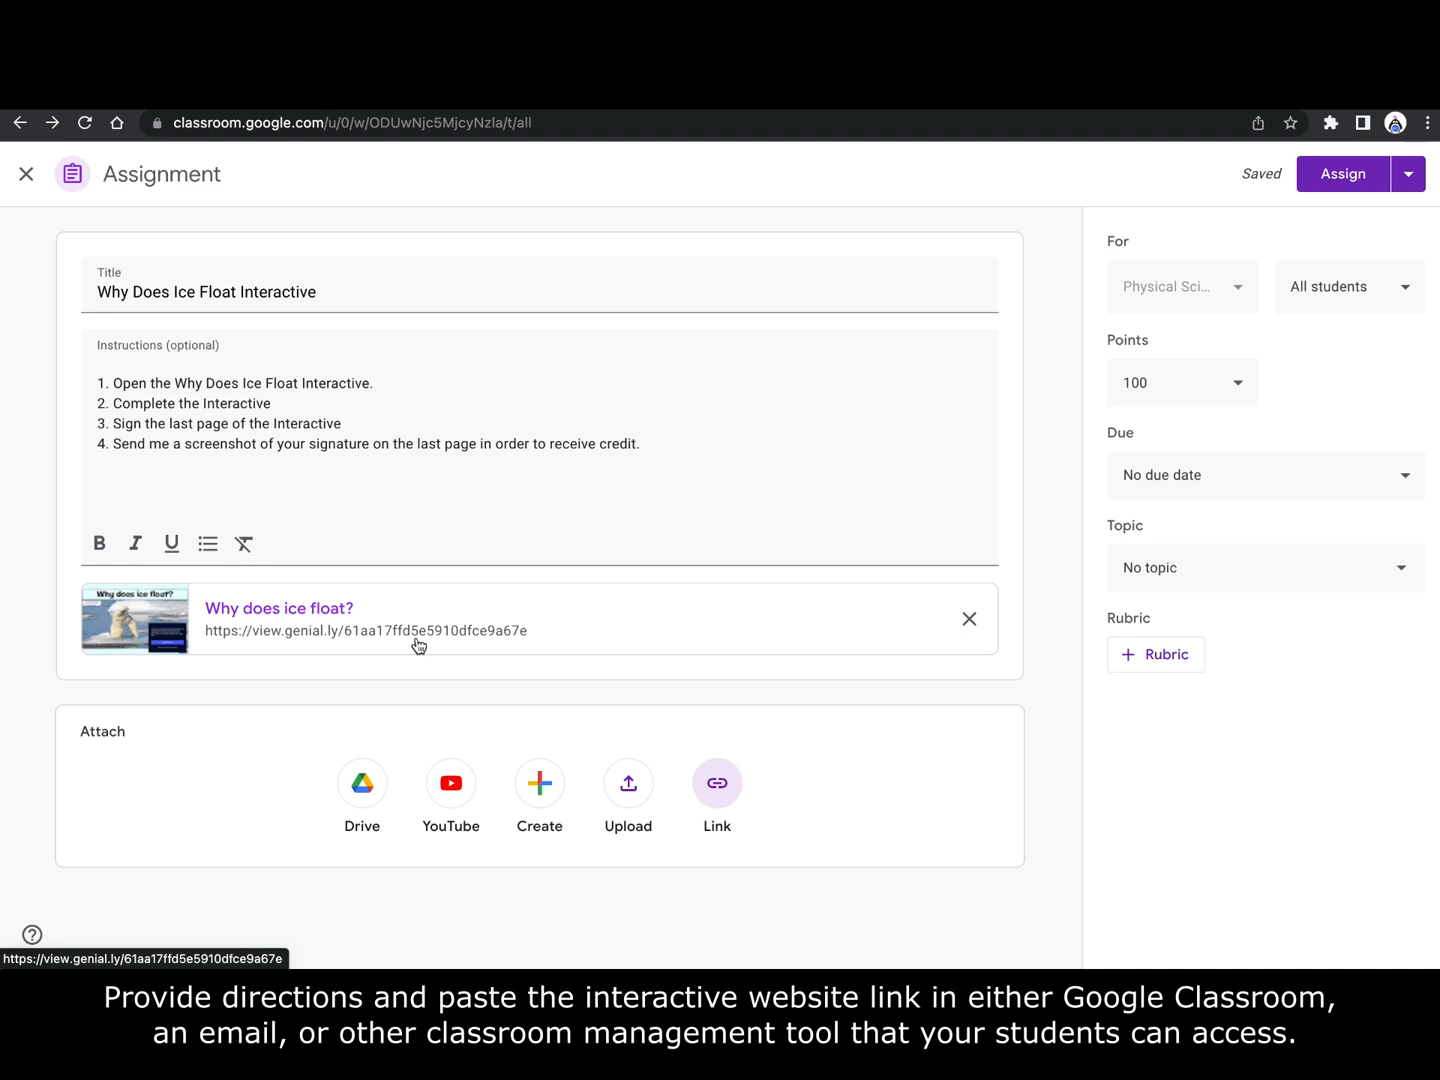 classroom.google.com/u/0/w/ODUwNjc5MjcyNzla/t/all
Assignment
Saved
Assign
Title
Why Does Ice Float Interactive
Instructions (optional)
1. Open the Why Does Ice Float Interactive.
2. Complete the Interactive
3. Sign the last page of the Interactive
4. Send me a screenshot of your signature on the last page in order to receive credit.
B I U
Why does ice float?
Why does ice float?
https://view.genial.ly/61aa17ffd5e5910dfce9a67e
Attach
Drive
YouTube
Create
Upload
Link
For
Physical Sci...
All students
Points
100
Due
No due date
Topic
No topic
Rubric
Rubric
https://view.genial.ly/61aa17ffd5e5910dfce9a67e
Provide directions and paste the interactive website link in either Google Classroom,
an email, or other classroom management tool that your students can access.